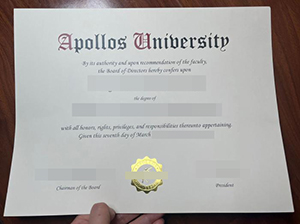 Apollos University
By its authority and upon recommendation of the faculty,
the Board of Directors hereby confers upon
the degree of
with all honors, rights, privileges, and responsibilities thereunto appertaining.
Given this seventh day of March
Chairman of the Board
President